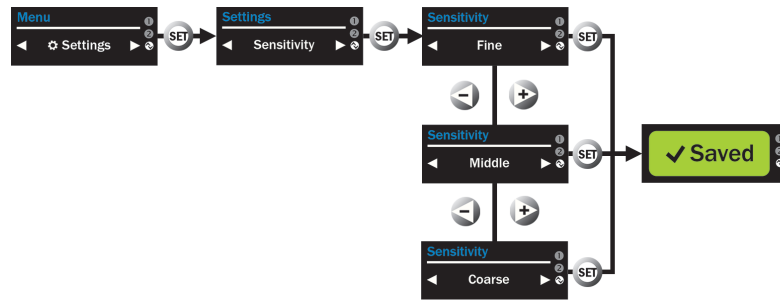 Menu
Settings
SET
Settings
Sensitivity
SET
Sensitivity
Fine
SET
Sensitivity
Middle
SET
Saved
Sensitivity
Coarse
SET